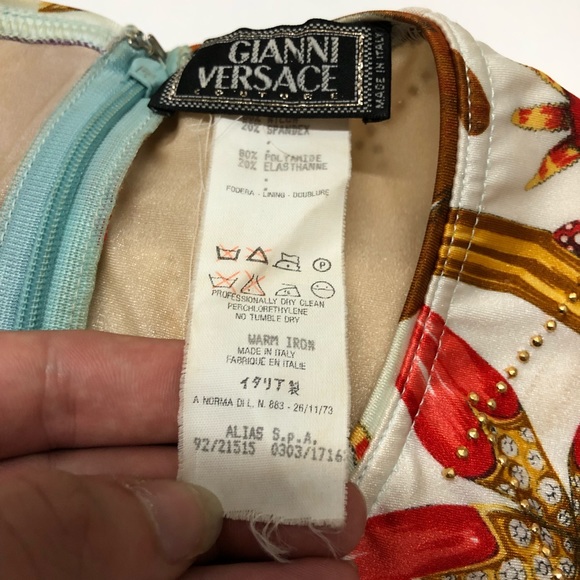 GIANNI
VERSACE
COUTURE
MADE IN ITALY
20% SPANDEX
80% POLYAMIDE
20% ELASTHANNE
FODERA - LINING - DOUBLURE
P
PROFESSIONALLY DRY CLEAN
PERCHLORETHYLENE
NO TUMBLE DRY
WARM IRON
MADE IN ITALY
FABRIQUÉ EN ITALIE
イタリア製
A NORMA DI L. N. 883 - 26/11/73
ALIAS S.p.A.
92/21515 0303/1716